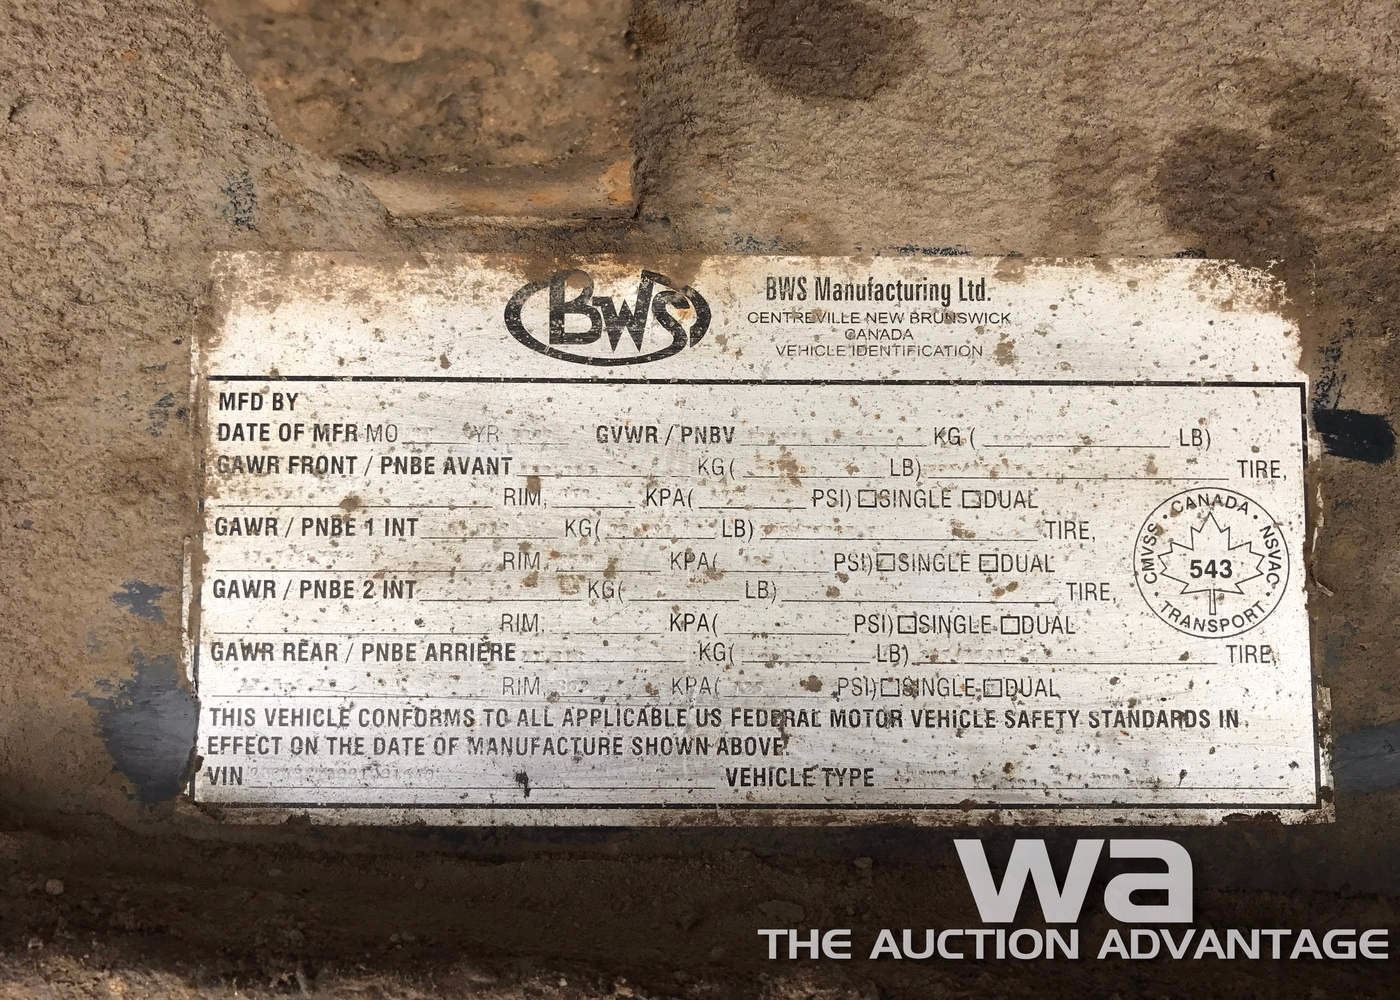 BWS
BWS Manufacturing Ltd.
CENTREVILLE NEW BRUNSWICK
CANADA
VEHICLE IDENTIFICATION
MFD BY
DATE OF MFR MO YR GVWR / PNBV KG ( LB)
GAWR FRONT / PNBE AVANT KG( LB) TIRE,
RIM, KPA( PSI) □SINGLE □DUAL
GAWR / PNBE 1 INT KG( LB) TIRE,
RIM, KPA( PSI) □SINGLE □DUAL
GAWR / PNBE 2 INT KG( LB) TIRE,
RIM, KPA( PSI) □SINGLE □DUAL
GAWR REAR / PNBE ARRIERE KG( LB) TIRE,
RIM, KPA( PSI) □SINGLE □DUAL
CANADA · NSVAC · TRANSPORT · CMVSS ·
543
THIS VEHICLE CONFORMS TO ALL APPLICABLE US FEDERAL MOTOR VEHICLE SAFETY STANDARDS IN
EFFECT ON THE DATE OF MANUFACTURE SHOWN ABOVE.
VIN VEHICLE TYPE
wa
THE AUCTION ADVANTAGE